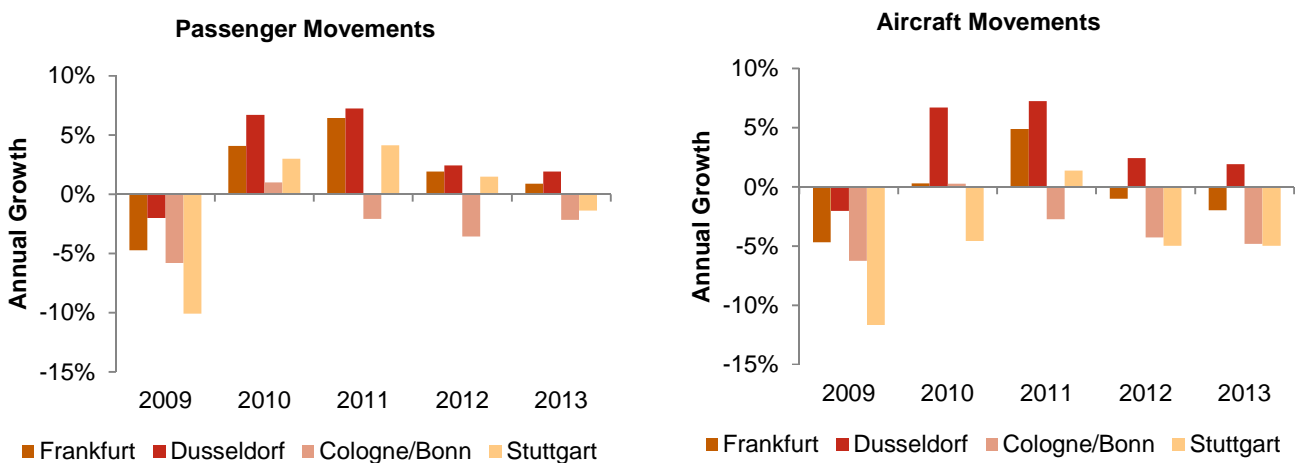 Passenger Movements
Annual Growth
10%
5%
0%
-5%
-10%
-15%
2009 2010 2011 2012 2013
Frankfurt Dusseldorf Cologne/Bonn Stuttgart
Aircraft Movements
Annual Growth
10%
5%
0%
-5%
-10%
-15%
2009 2010 2011 2012 2013
Frankfurt Dusseldorf Cologne/Bonn Stuttgart